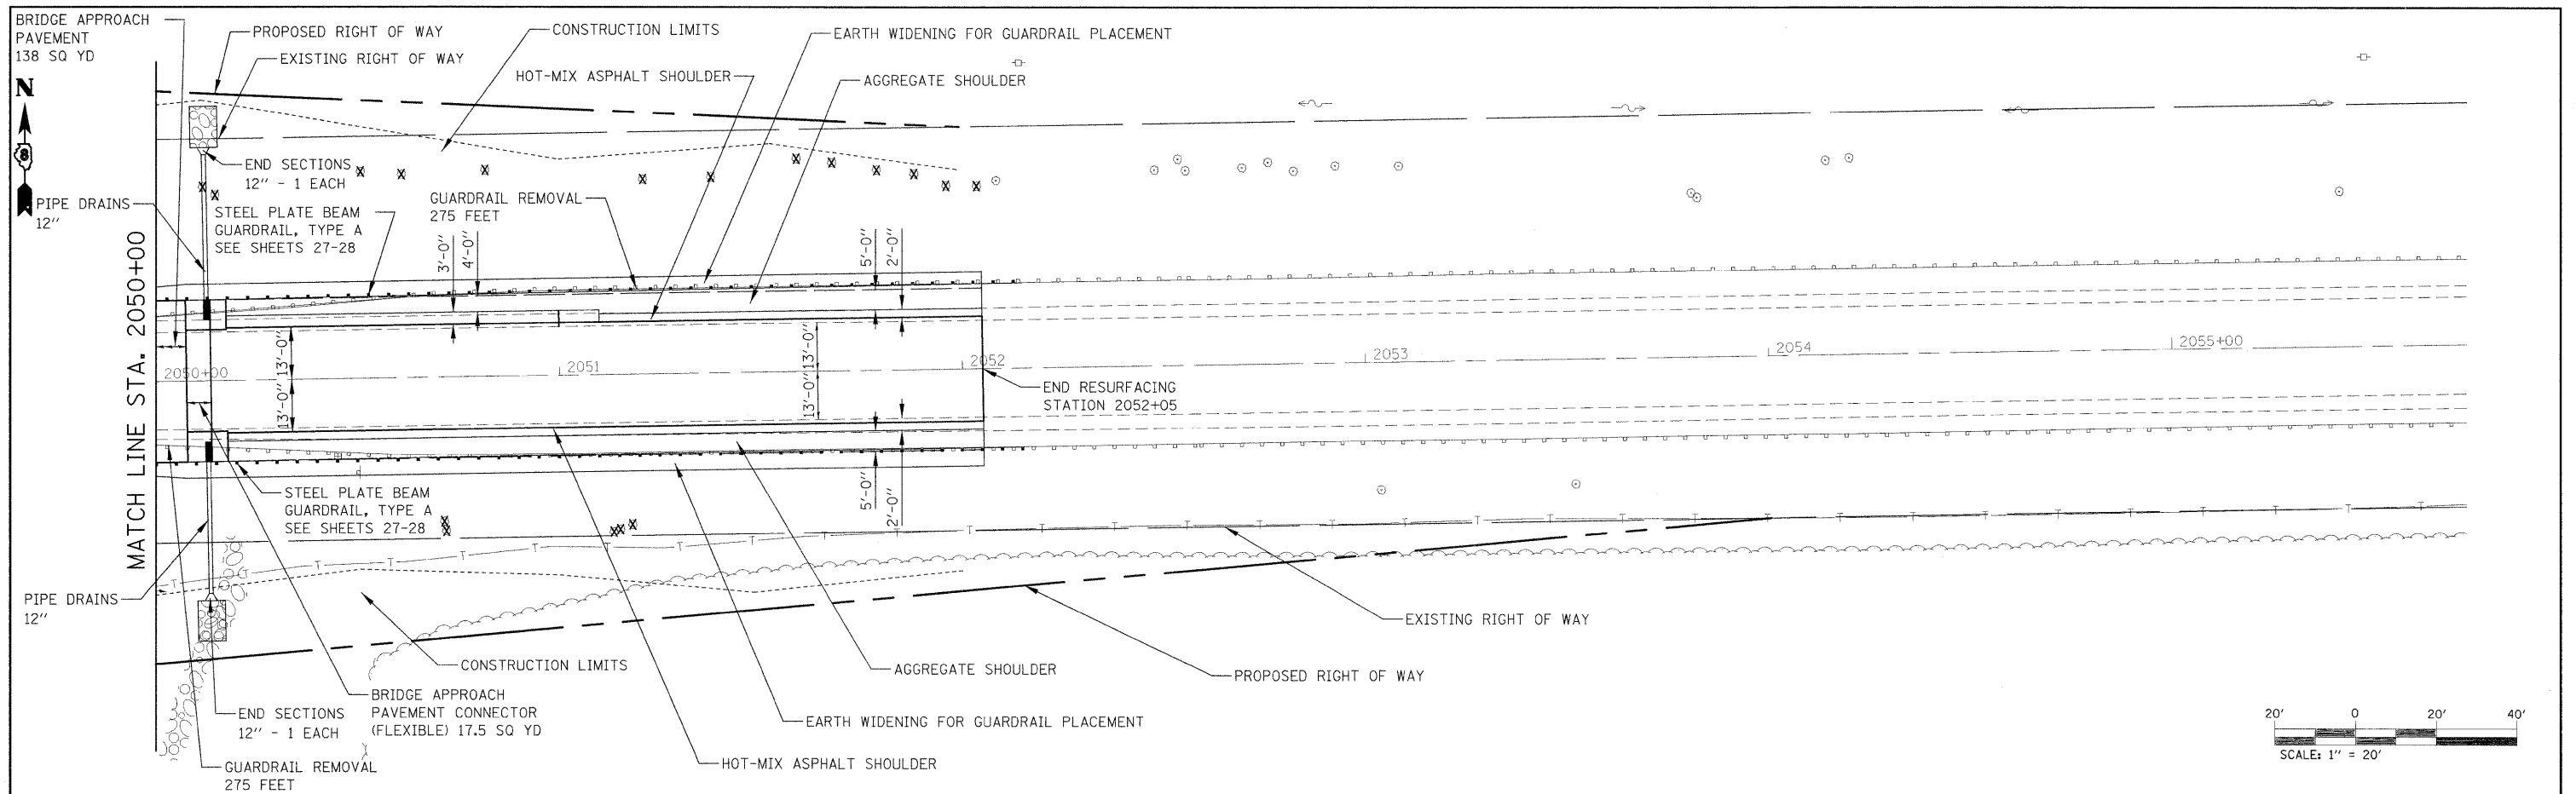 BRIDGE APPROACH
PAVEMENT
138 SQ YD
PROPOSED RIGHT OF WAY
EXISTING RIGHT OF WAY
CONSTRUCTION LIMITS
EARTH WIDENING FOR GUARDRAIL PLACEMENT
HOT-MIX ASPHALT SHOULDER
AGGREGATE SHOULDER
N
8
END SECTIONS
12" - 1 EACH
PIPE DRAINS
12"
STEEL PLATE BEAM
GUARDRAIL, TYPE A
SEE SHEETS 27-28
GUARDRAIL REMOVAL
275 FEET
3'-0"
4'-0"
5'-0"
2'-0"
MATCH LINE STA. 2050+00
2050+00
13'-0"
13'-0"
2051
13'-0"
13'-0"
2052
2053
2054
2055+00
END RESURFACING
STATION 2052+05
STEEL PLATE BEAM
GUARDRAIL, TYPE A
SEE SHEETS 27-28
5'-0"
2'-0"
T T T T T T T T T T T T T T T T T T T T T T T T T T T T T T T T
PIPE DRAINS
12"
EXISTING RIGHT OF WAY
CONSTRUCTION LIMITS
AGGREGATE SHOULDER
PROPOSED RIGHT OF WAY
BRIDGE APPROACH
PAVEMENT CONNECTOR
(FLEXIBLE) 17.5 SQ YD
END SECTIONS
12" - 1 EACH
EARTH WIDENING FOR GUARDRAIL PLACEMENT
HOT-MIX ASPHALT SHOULDER
GUARDRAIL REMOVAL
275 FEET
20' 0 20' 40'
SCALE: 1" = 20'